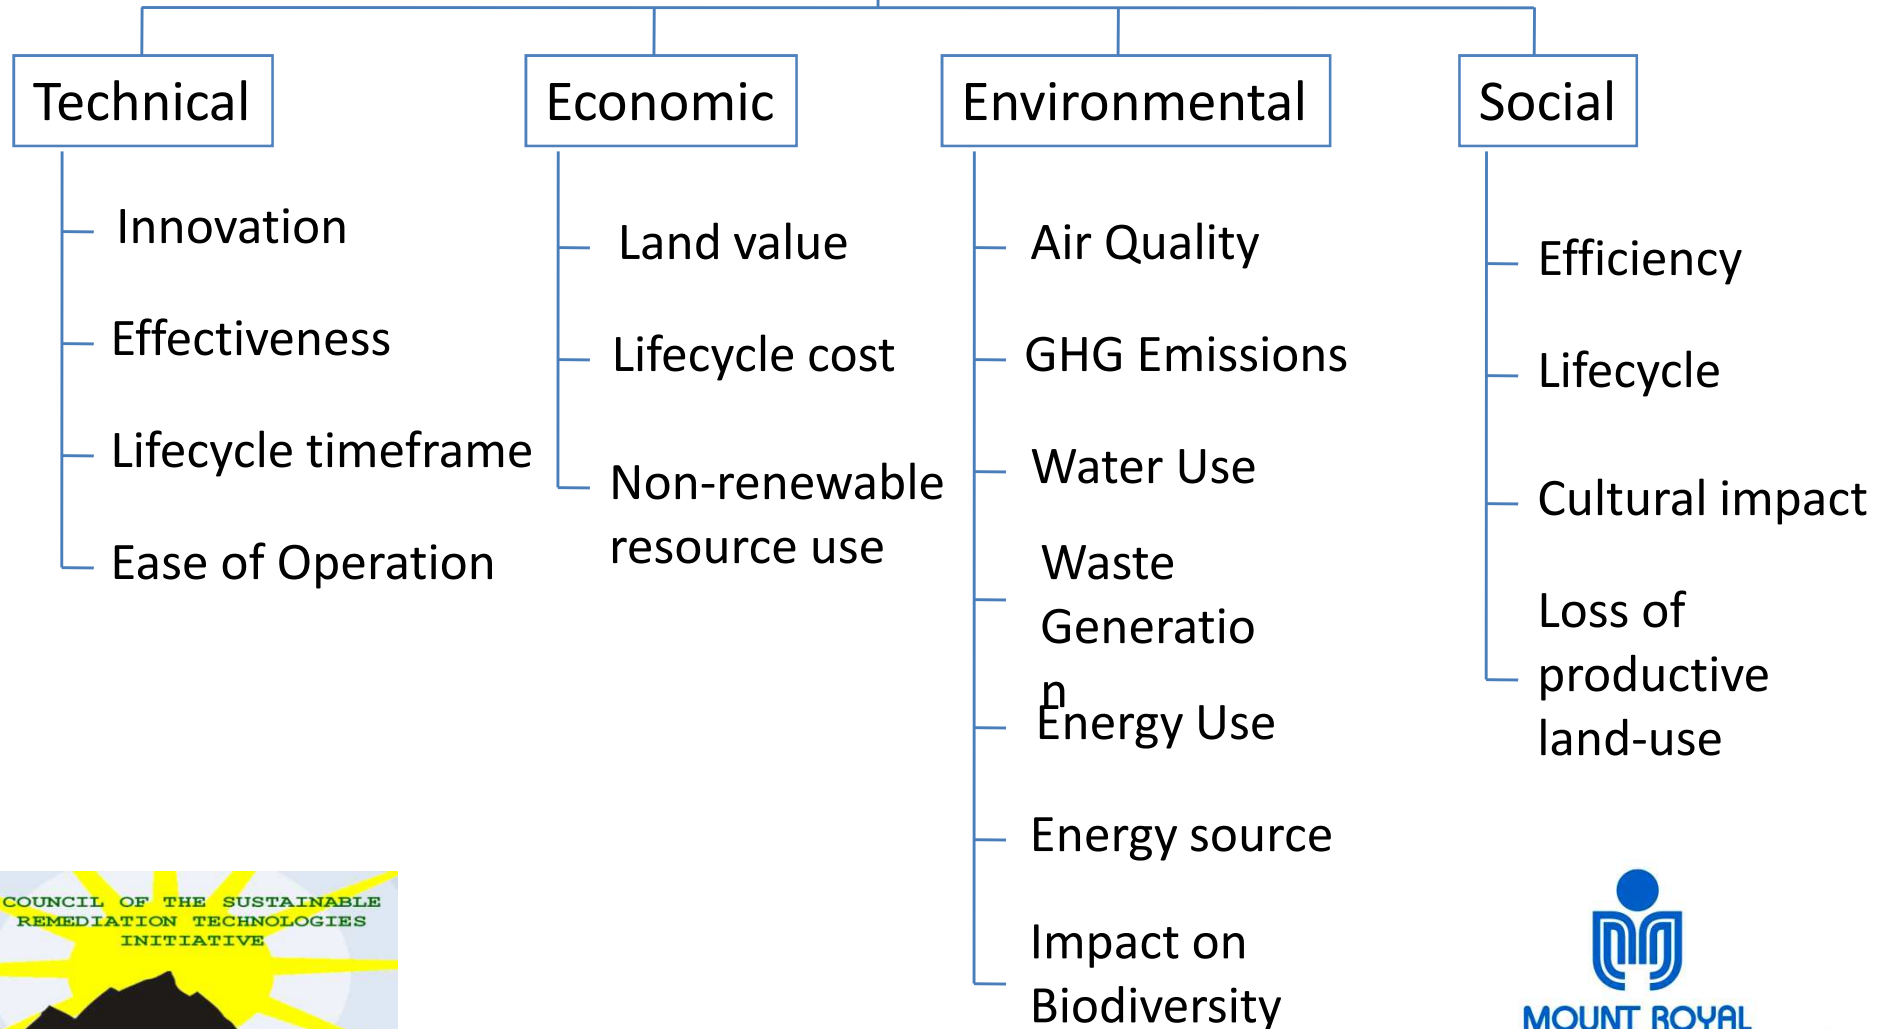 Technical
Innovation
Effectiveness
Lifecycle timeframe
Ease of Operation
Economic
Land value
Lifecycle cost
Non-renewable
resource use
Environmental
Air Quality
GHG Emissions
Water Use
Waste
Generatio
n
Energy Use
Energy source
Impact on
Biodiversity
Social
Efficiency
Lifecycle
Cultural impact
Loss of
productive
land-use
COUNCIL OF THE SUSTAINABLE
REMEDIATION TECHNOLOGIES
INITIATIVE
MOUNT ROYAL